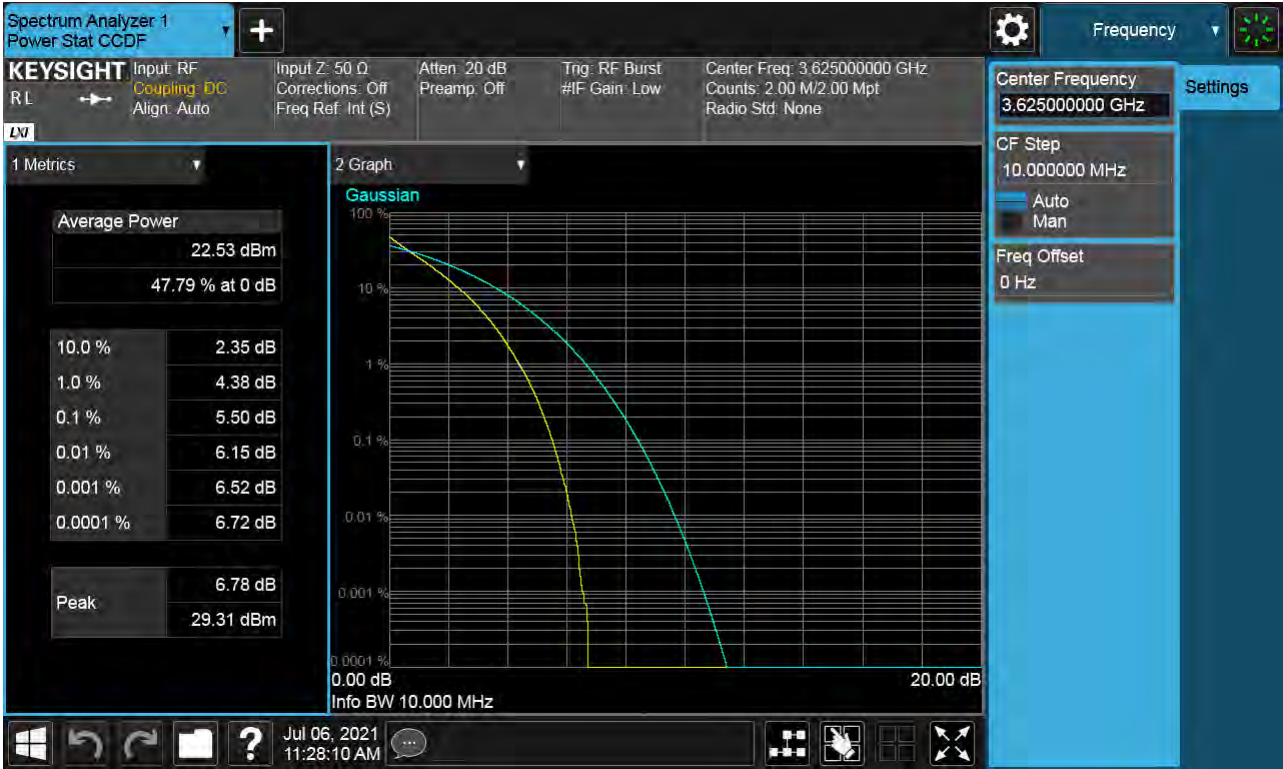 Spectrum Analyzer 1
Power Stat CCDF
Frequency
KEYSIGHT
R L
LXI
Input: RF
Coupling: DC
Align: Auto
Input Z: 50 Ω
Corrections: Off
Freq Ref: Int (S)
Atten: 20 dB
Preamp: Off
Trig: RF Burst
#IF Gain: Low
Center Freq: 3.625000000 GHz
Counts: 2.00 M/2.00 Mpt
Radio Std: None
Center Frequency
3.625000000 GHz
Settings
CF Step
10.000000 MHz
Auto
Man
Freq Offset
0 Hz
1 Metrics
Average Power
22.53 dBm
47.79 % at 0 dB
10.0 % 2.35 dB
1.0 % 4.38 dB
0.1 % 5.50 dB
0.01 % 6.15 dB
0.001 % 6.52 dB
0.0001 % 6.72 dB
Peak
6.78 dB
29.31 dBm
2 Graph
Gaussian
100 %
10 %
1 %
0.1 %
0.01 %
0.001 %
0.0001 %
0.00 dB 20.00 dB
Info BW 10.000 MHz
?
Jul 06, 2021
11:28:10 AM